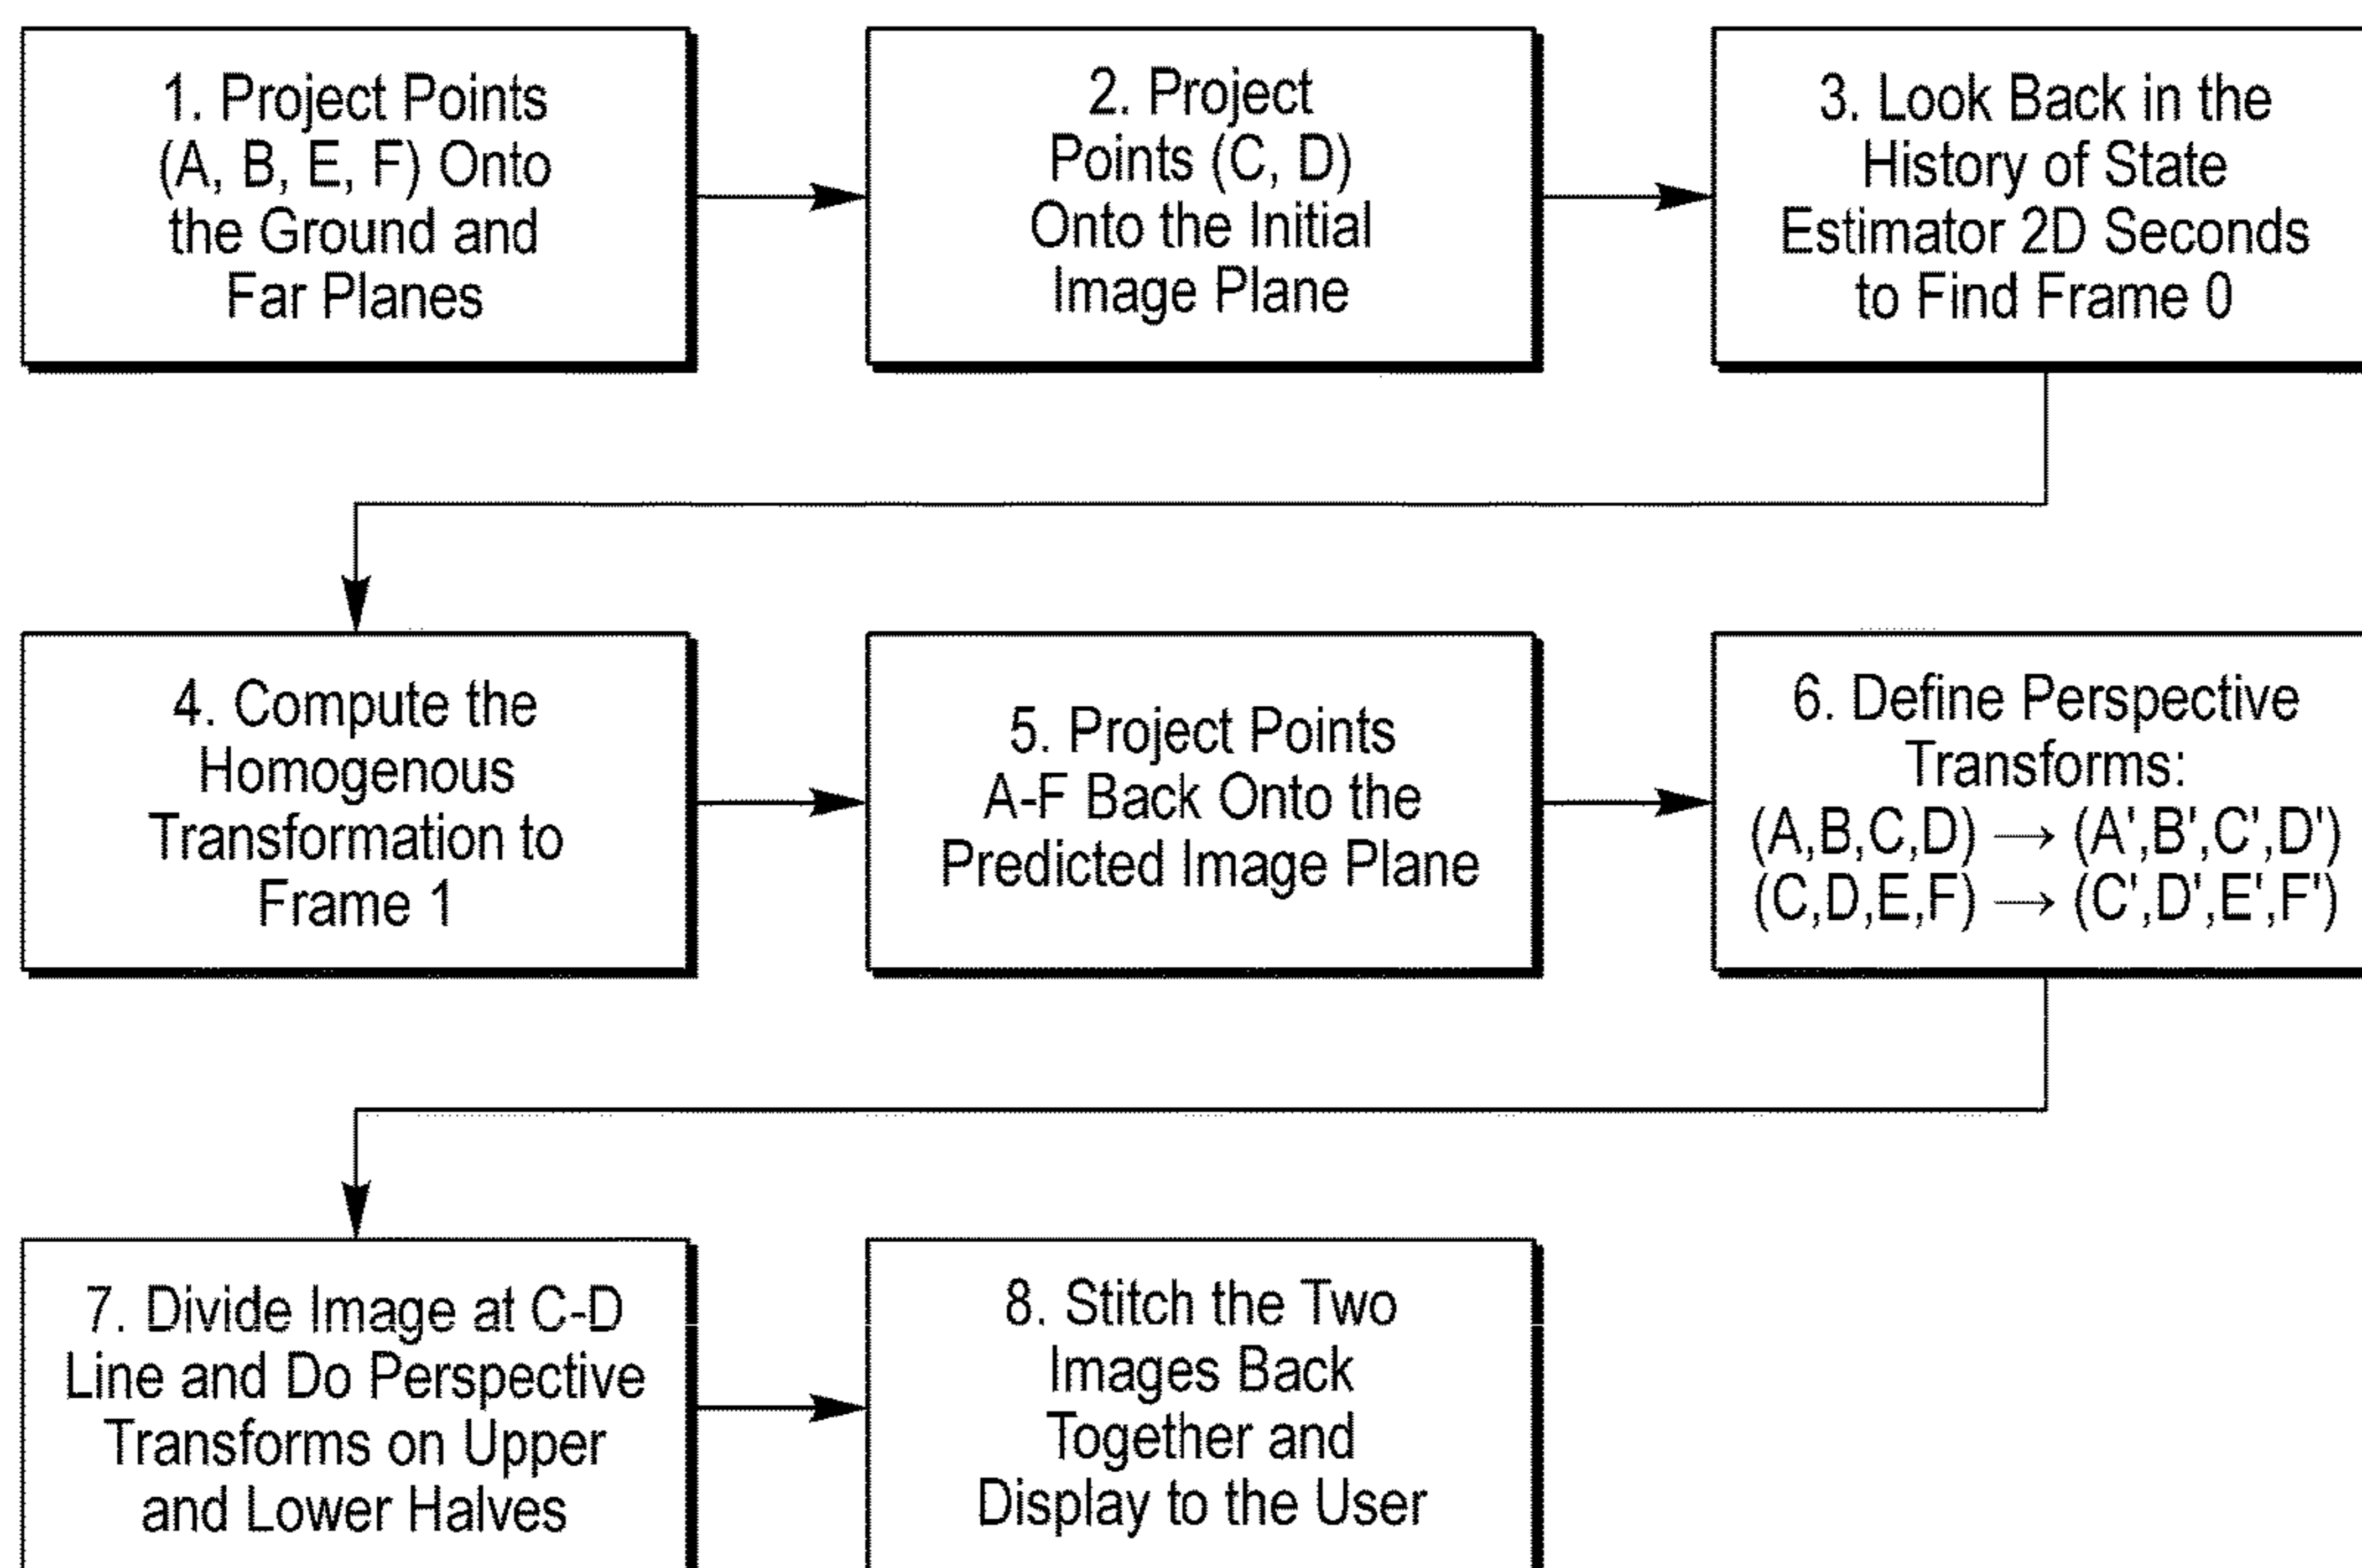 1. Project Points
(A, B, E, F) Onto
the Ground and
Far Planes
2. Project
Points (C, D)
Onto the Initial
Image Plane
3. Look Back in the
History of State
Estimator 2D Seconds
to Find Frame 0
4. Compute the
Homogenous
Transformation to
Frame 1
5. Project Points
A-F Back Onto the
Predicted Image Plane
6. Define Perspective
Transforms:
(A,B,C,D) → (A',B',C',D')
(C,D,E,F) → (C',D',E',F')
7. Divide Image at C-D
Line and Do Perspective
Transforms on Upper
and Lower Halves
8. Stitch the Two
Images Back
Together and
Display to the User